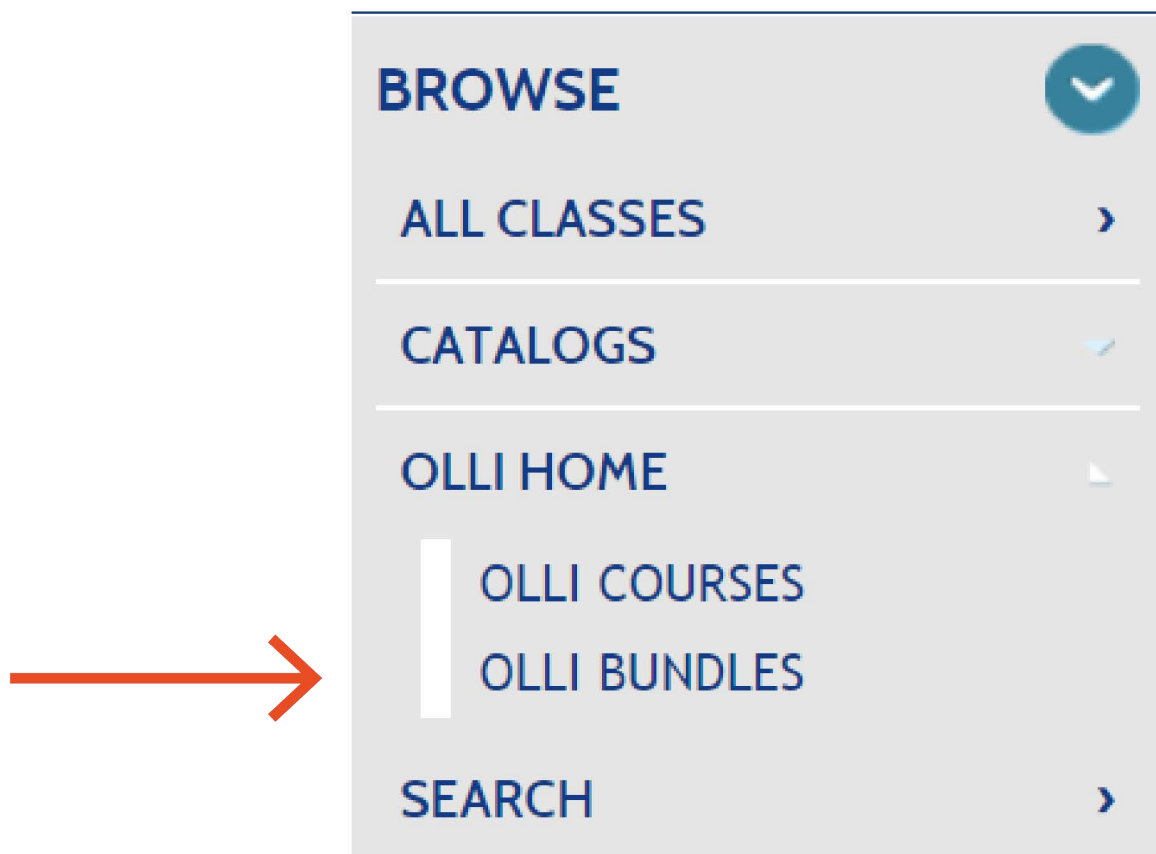 BROWSE
ALL CLASSES
CATALOGS
OLLI HOME
OLLI COURSES
OLLI BUNDLES
SEARCH